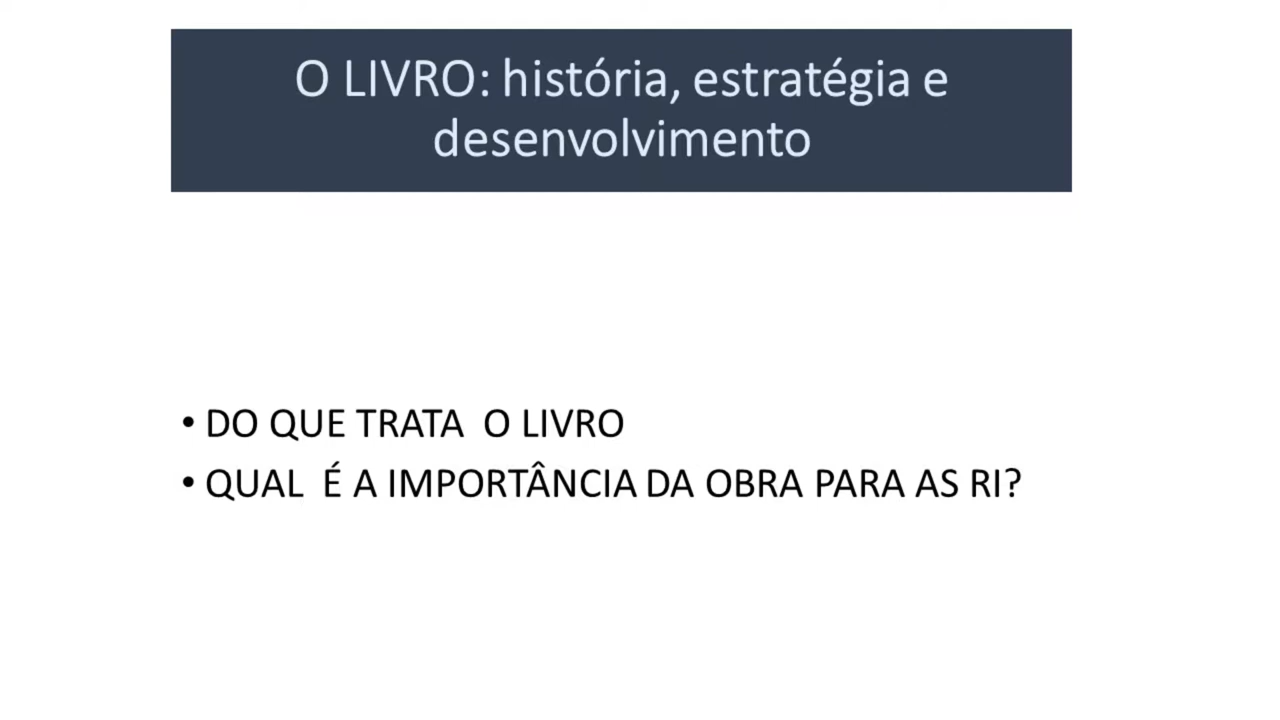 O LIVRO: história, estratégia e
desenvolvimento
• DO QUE TRATA O LIVRO
• QUAL É A IMPORTÂNCIA DA OBRA PARA AS RI?